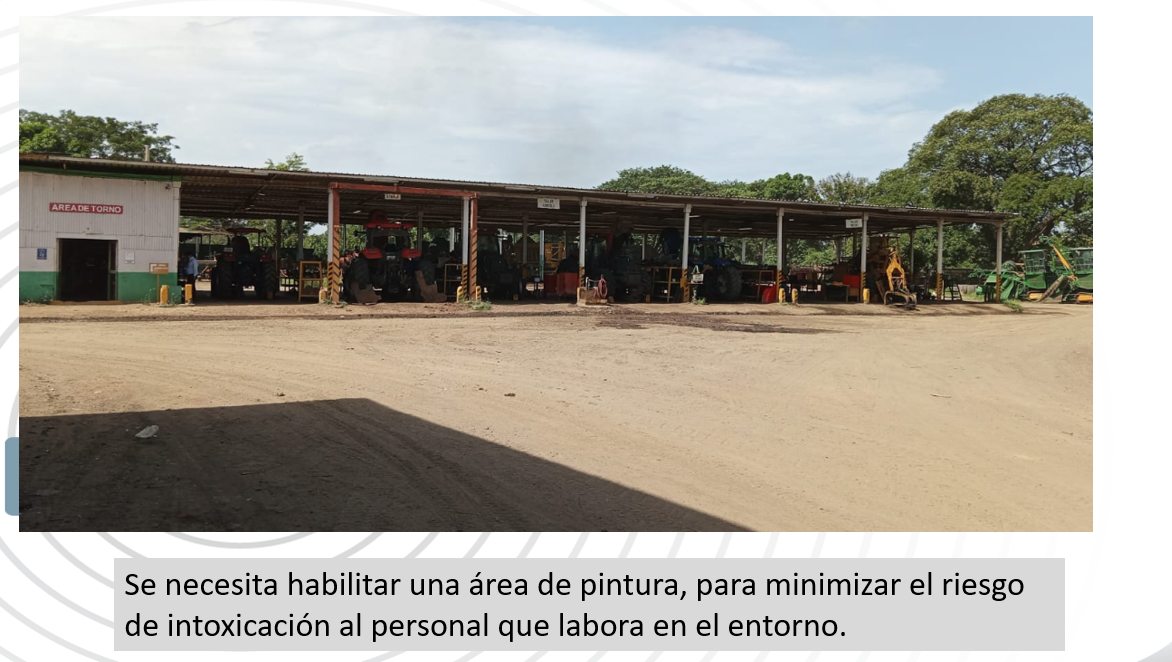 AREA DE TORNO
Se necesita habilitar una área de pintura, para minimizar el riesgo
de intoxicación al personal que labora en el entorno.